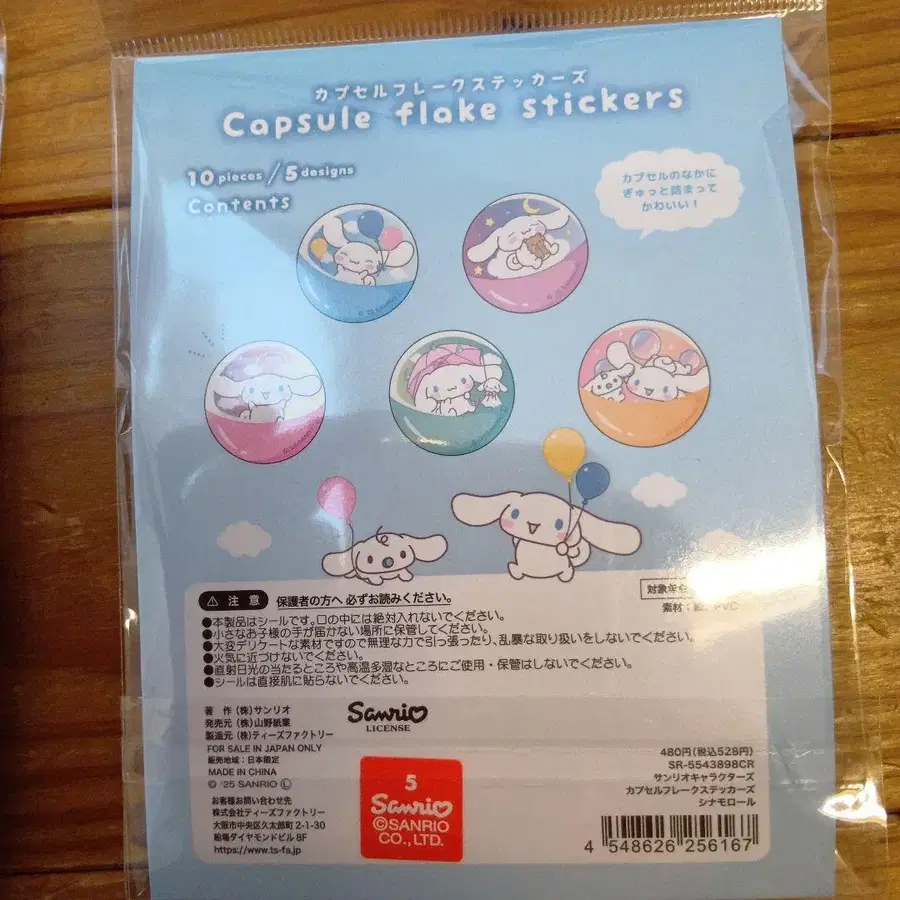 カプセルフレークステッカーズ
Capsule flake stickers
10 pieces / 5 designs
Contents
カプセルのなかに
ぎゅっと詰まって
かわいい！
⚠ 注 意 保護者の方へ 必ずお読みください。
対象年齢
素材：紙、PVC
●本製品はシールです。口の中には絶対入れないでください。
●小さなお子様の手が届かない場所に保管してください。
●大変デリケートな素材ですので無理な力で引っ張ったり、乱暴な取り扱いをしないでください。
●火気に近づけないでください。
●直射日光の当たるところや高温多湿なところにご使用・保管はしないでください。
●シールは直接肌に貼らないでください。
著 作 (株)サンリオ
発売元 (株)山野紙業
製造元 (株)ティーズファクトリー
FOR SALE IN JAPAN ONLY
販売地域：日本限定
MADE IN CHINA
© '25 SANRIO Ⓛ
Sanrio
LICENSE
お客様お問い合わせ先
株式会社ティーズファクトリー
大阪市中央区久太郎町2-1-30
船場ダイヤモンドビル8F
https://www.ts-fa.jp
5
Sanrio
©SANRIO
CO., LTD.
480円(税込528円)
SR-5543898CR
サンリオキャラクターズ
カプセルフレークステッカーズ
シナモロール
4 548626 256167